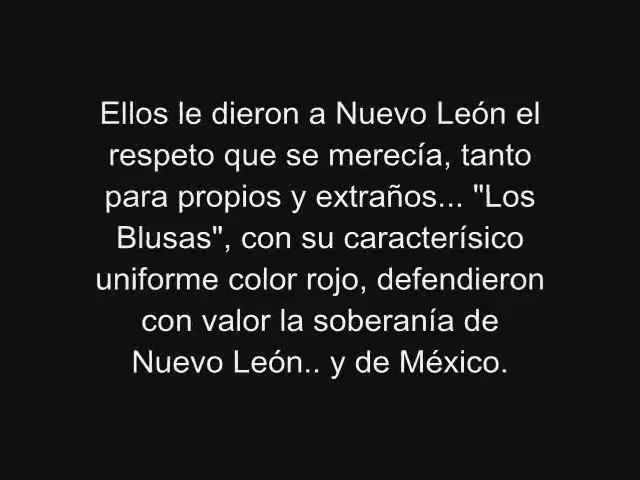 Ellos le dieron a Nuevo León el
respeto que se merecía, tanto
para propios y extraños... "Los
Blusas", con su caracterísico
uniforme color rojo, defendieron
con valor la soberanía de
Nuevo León.. y de México.